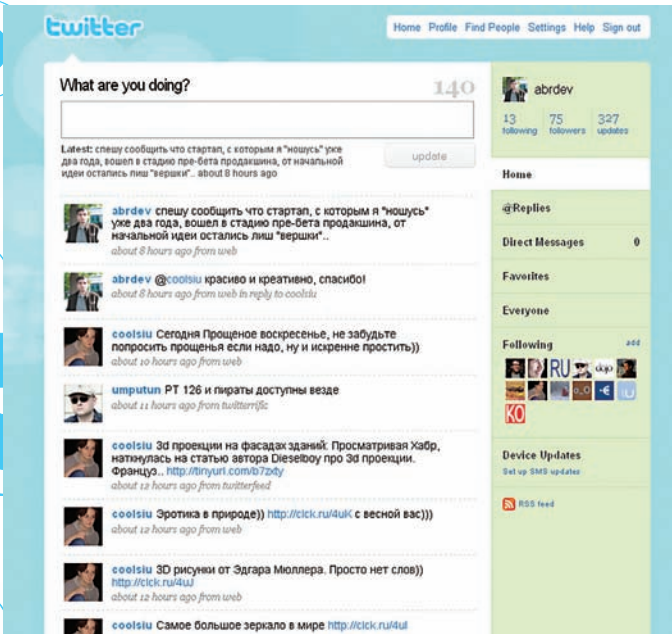 twitter
Home Profile Find People Settings Help Sign out
What are you doing?
140
Latest: спешу сообщить что стартап, с которым я "ношусь" уже
два года, вошел в стадию пре-бета продакшина, от начальной
идеи остались лиш "вершки".. about 8 hours ago
update
abrdev спешу сообщить что стартап, с которым я "ношусь"
уже два года, вошел в стадию пре-бета продакшина, от
начальной идеи остались лиш "вершки"..
about 8 hours ago from web
abrdev @coolsiu красиво и креативно, спасибо!
about 8 hours ago from web in reply to coolsiu
coolsiu Сегодня Прощеное воскресенье, не забудьте
попросить прощенья если надо, ну и искренне простить))
about 10 hours ago from web
umputun РТ 126 и пираты доступны везде
about 11 hours ago from twitterrific
coolsiu 3d проекции на фасадах зданий: Просматривая Хабр,
наткнулась на статью автора Dieselboy про 3d проекции.
Француз.. http://tinyurl.com/b7zxty
about 12 hours ago from twitterfeed
coolsiu Эротика в природе)) http://clck.ru/4uK с весной вас)))
about 12 hours ago from web
coolsiu 3D рисунки от Эдгара Мюллера. Просто нет слов))
http://clck.ru/4uJ
about 12 hours ago from web
coolsiu Самое большое зеркало в мире http://clck.ru/4uI
abrdev
13 75 327
following followers updates
Home
@Replies
Direct Messages 0
Favorites
Everyone
Following add
RU dojo
KO
Device Updates
Set up SMS updates
RSS feed